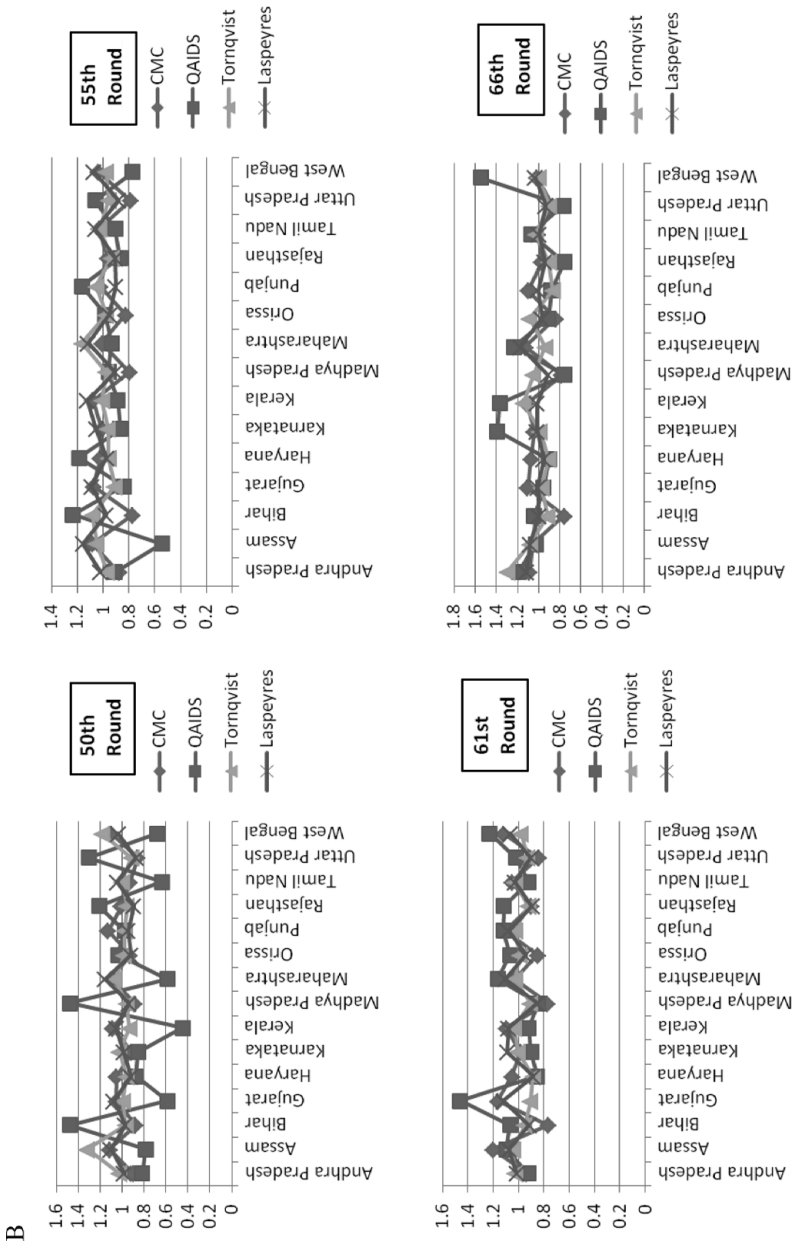 B
50th
Round
1.6
1.4
1.2
1
0.8
0.6
0.4
0.2
0
Andhra Pradesh
Assam
Bihar
Gujarat
Haryana
Karnataka
Kerala
Madhya Pradesh
Maharashtra
Orissa
Punjab
Rajasthan
Tamil Nadu
Uttar Pradesh
West Bengal
CMC
QAIDS
Tornqvist
Laspeyres
55th
Round
1.4
1.2
1
0.8
0.6
0.4
0.2
0
Andhra Pradesh
Assam
Bihar
Gujarat
Haryana
Karnataka
Kerala
Madhya Pradesh
Maharashtra
Orissa
Punjab
Rajasthan
Tamil Nadu
Uttar Pradesh
West Bengal
CMC
QAIDS
Tornqvist
Laspeyres
61st
Round
1.6
1.4
1.2
1
0.8
0.6
0.4
0.2
0
Andhra Pradesh
Assam
Bihar
Gujarat
Haryana
Karnataka
Kerala
Madhya Pradesh
Maharashtra
Orissa
Punjab
Rajasthan
Tamil Nadu
Uttar Pradesh
West Bengal
CMC
QAIDS
Tornqvist
Laspeyres
66th
Round
1.8
1.6
1.4
1.2
1
0.8
0.6
0.4
0.2
0
Andhra Pradesh
Assam
Bihar
Gujarat
Haryana
Karnataka
Kerala
Madhya Pradesh
Maharashtra
Orissa
Punjab
Rajasthan
Tamil Nadu
Uttar Pradesh
West Bengal
CMC
QAIDS
Tornqvist
Laspeyres